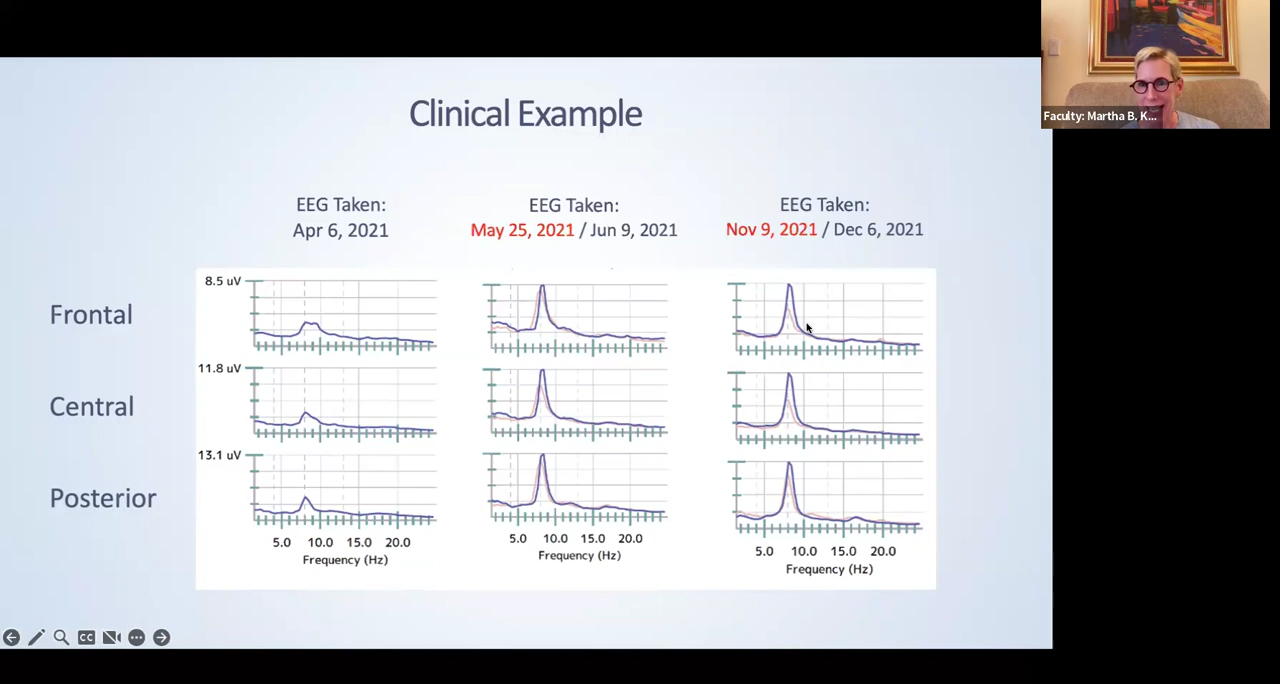 Faculty: Martha B. K...
Clinical Example
EEG Taken:
Apr 6, 2021
EEG Taken:
May 25, 2021 / Jun 9, 2021
EEG Taken:
Nov 9, 2021 / Dec 6, 2021
Frontal
8.5 uV
Central
11.8 uV
Posterior
13.1 uV
5.0 10.0 15.0 20.0
Frequency (Hz)
5.0 10.0 15.0 20.0
Frequency (Hz)
5.0 10.0 15.0 20.0
Frequency (Hz)
CC